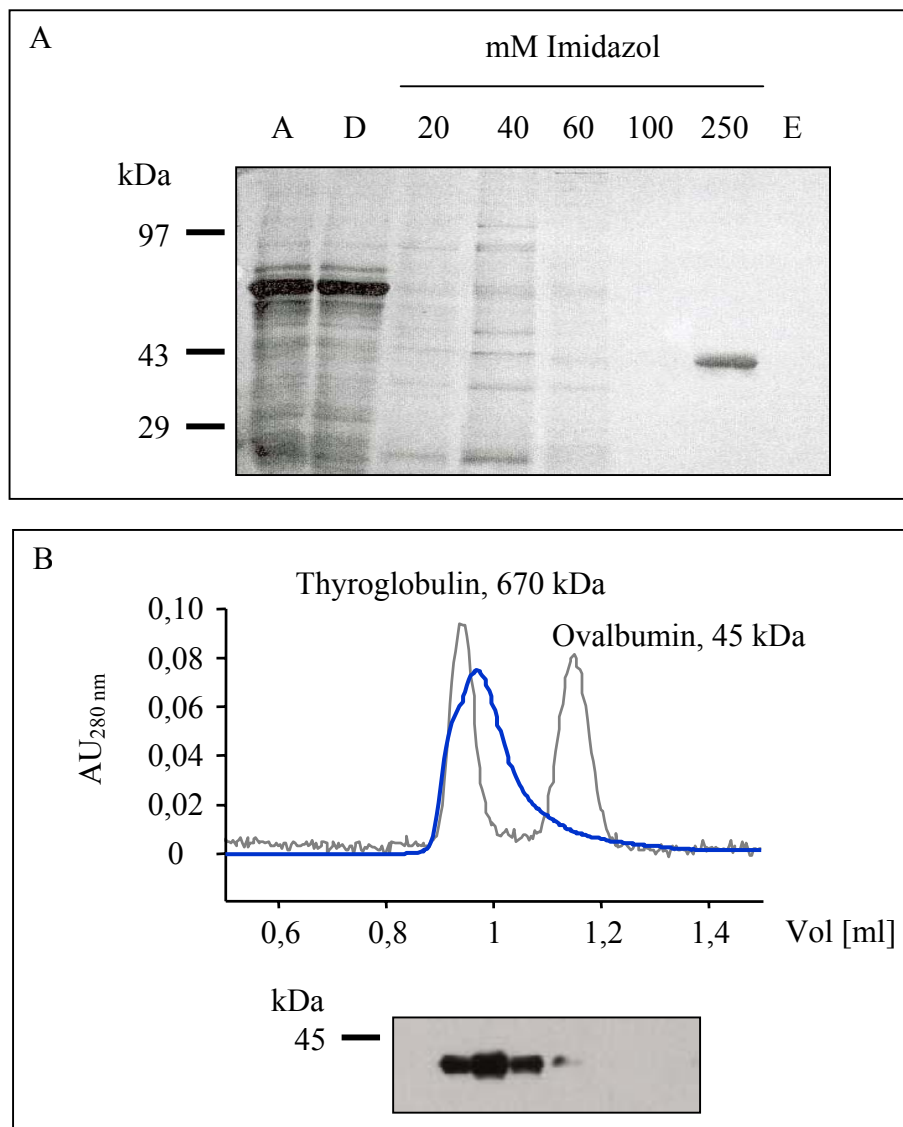 A
mM Imidazol
A D 20 40 60 100 250 E
kDa
97
43
29
B
Thyroglobulin, 670 kDa
Ovalbumin, 45 kDa
0,10
0,08
0,06
0,04
0,02
0
AU280 nm
0,6 0,8 1 1,2 1,4 Vol [ml]
kDa
45